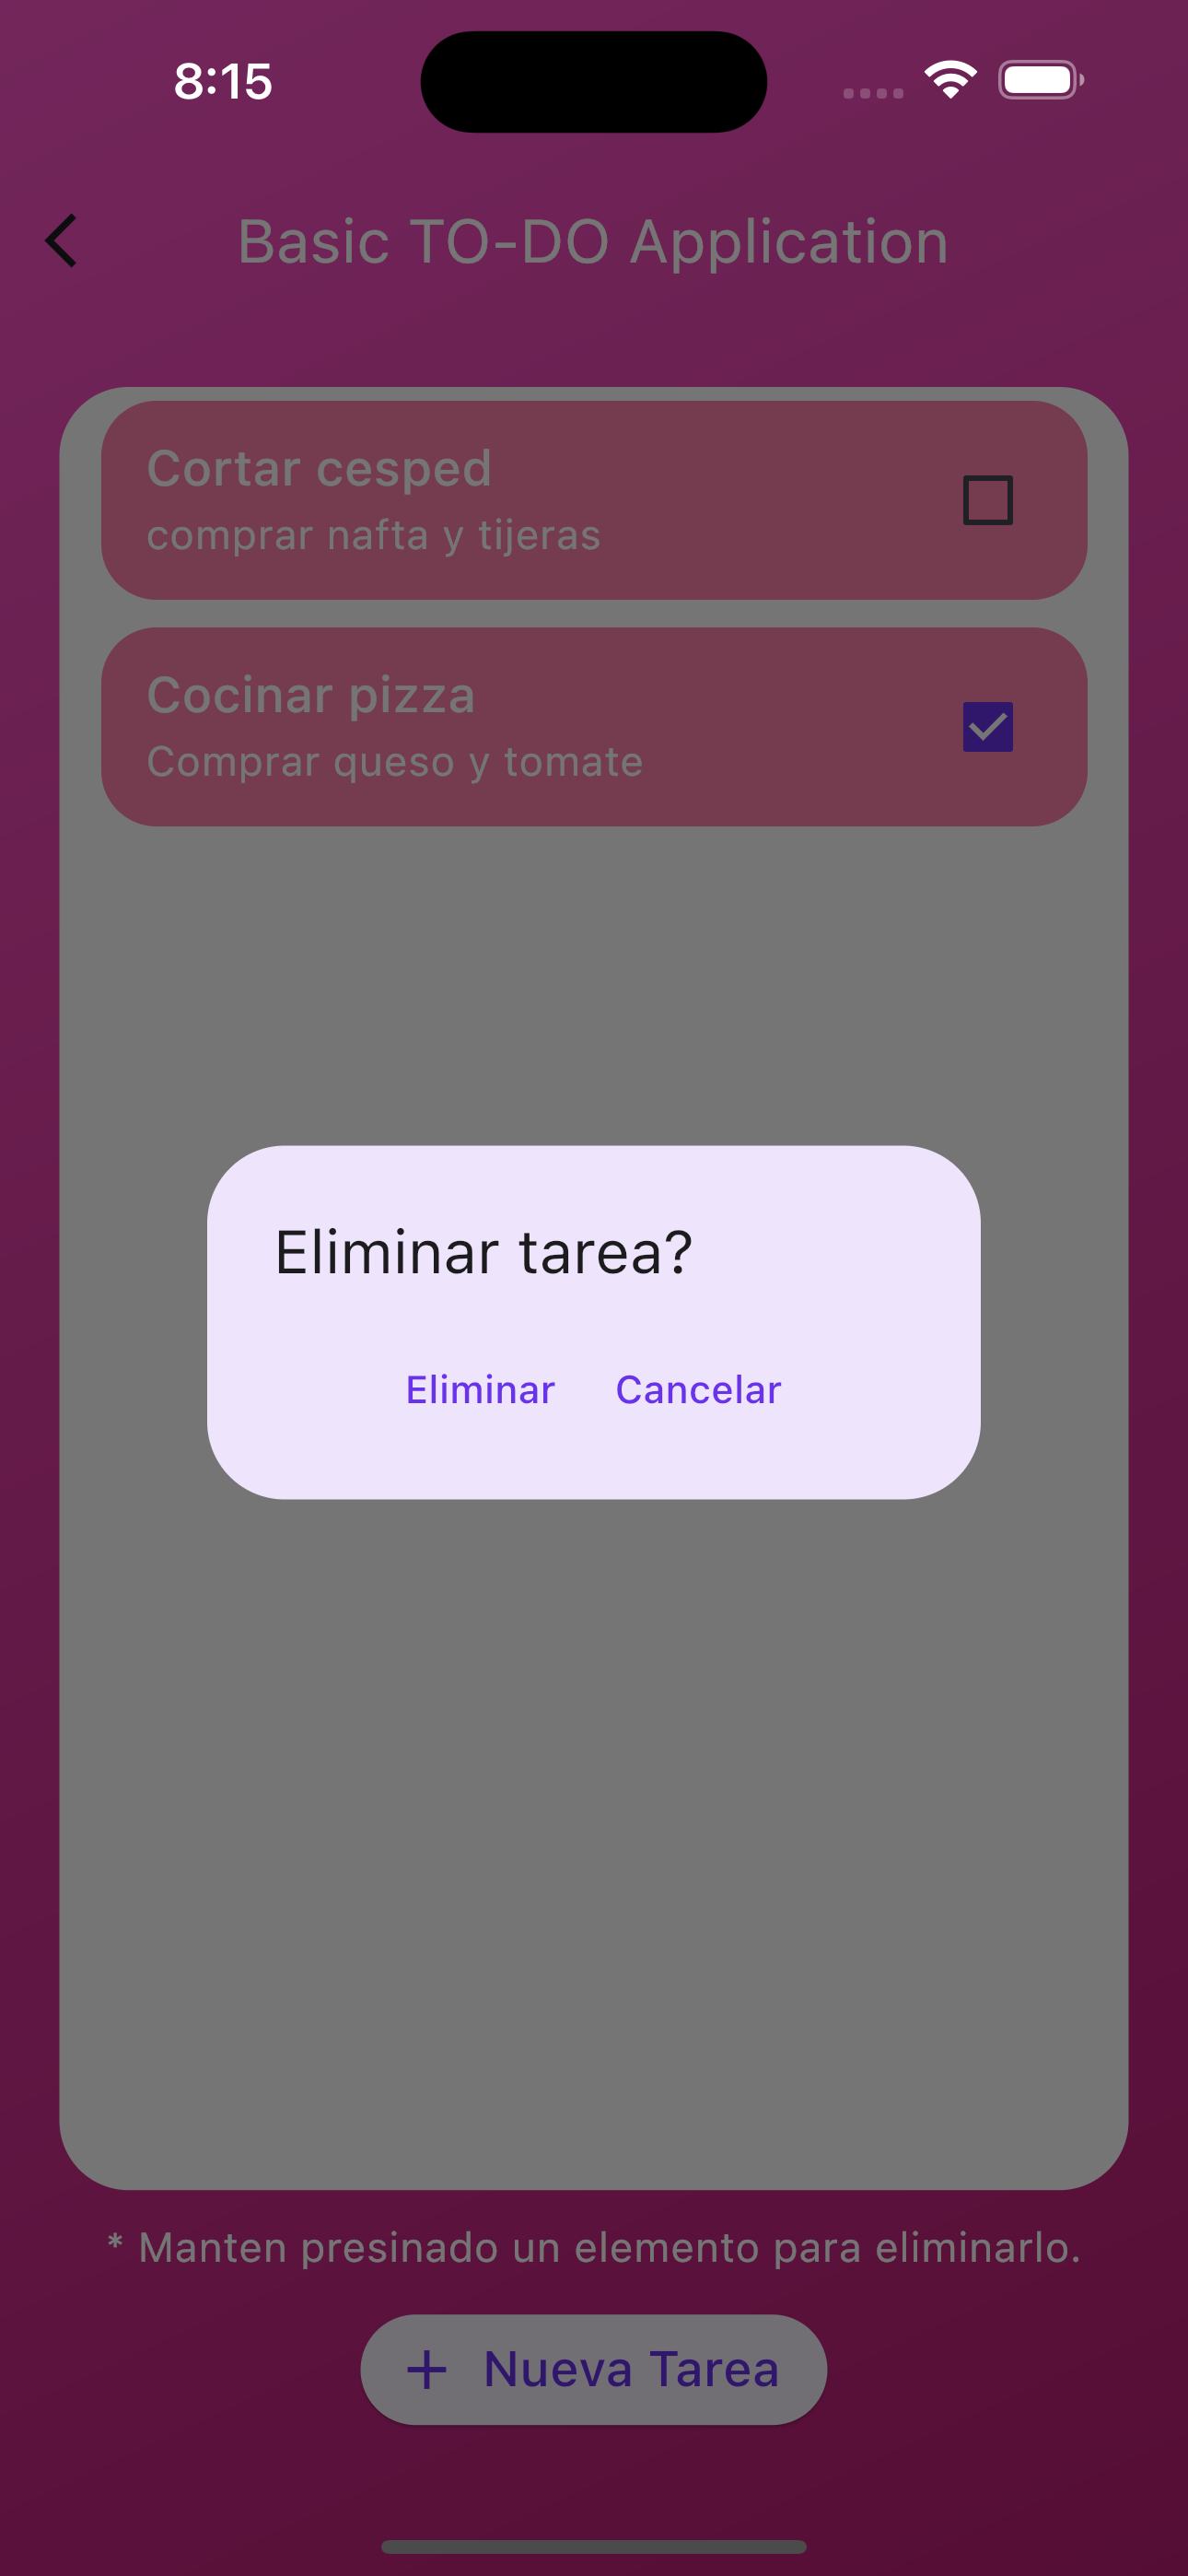 8:15
Basic TO-DO Application
Cortar cesped
comprar nafta y tijeras
Cocinar pizza
Comprar queso y tomate
Eliminar tarea?
Eliminar Cancelar
* Manten presinado un elemento para eliminarlo.
+ Nueva Tarea